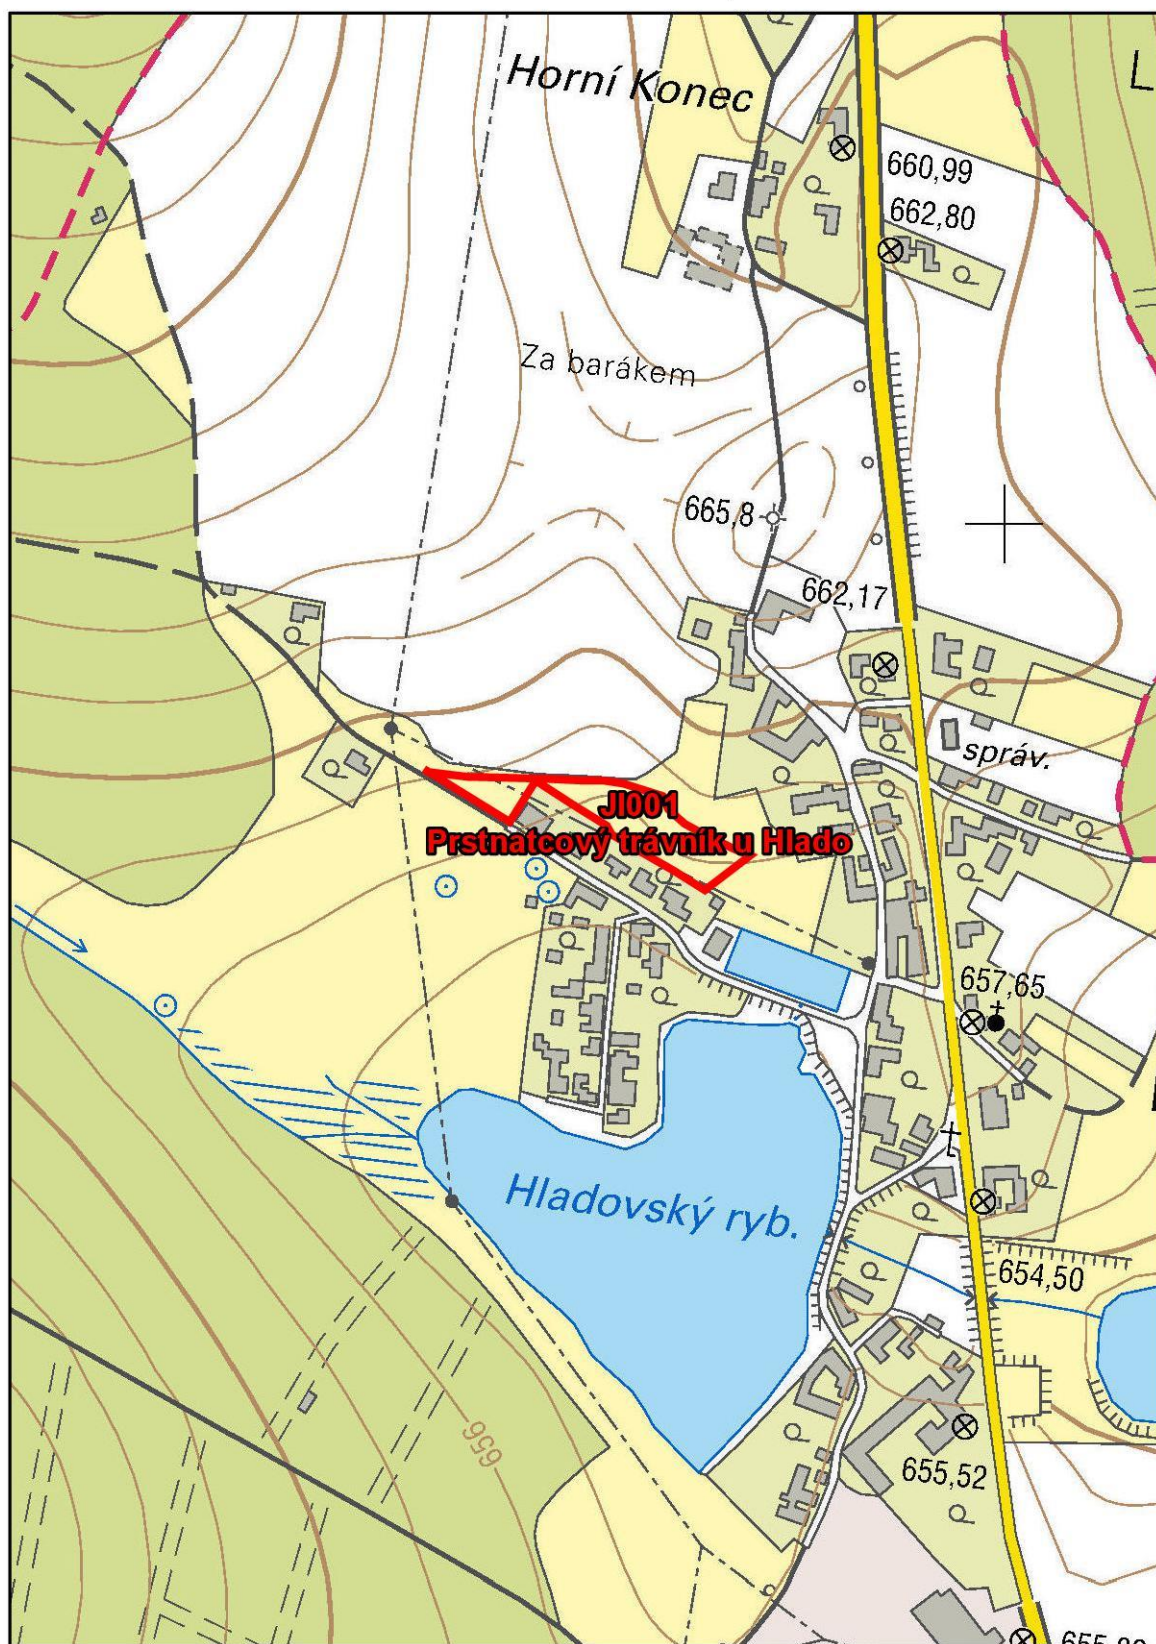 Horní Konec
L
660,99
662,80
Za barákem
665,8
662,17
správ.
JI001
Prstnatcový trávník u Hlado
657,65
Hladovský ryb.
654,50
656
655,52